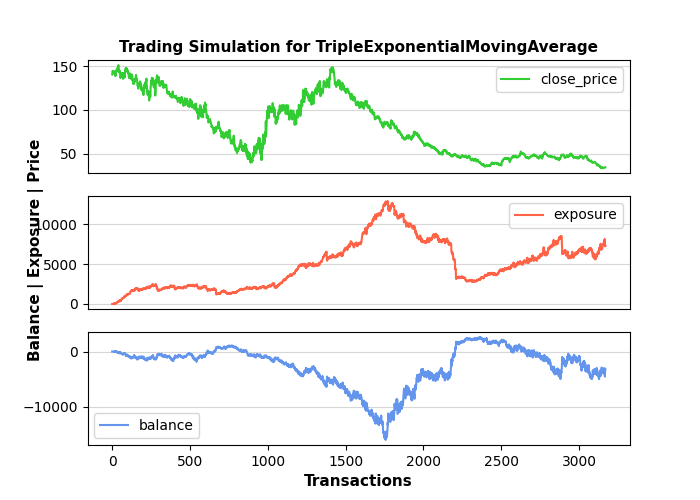 Trading Simulation for TripleExponentialMovingAverage
150
100
50
close_price
Balance | Exposure | Price
10000
5000
0
exposure
0
−10000
balance
0
500
1000
1500
2000
2500
3000
Transactions